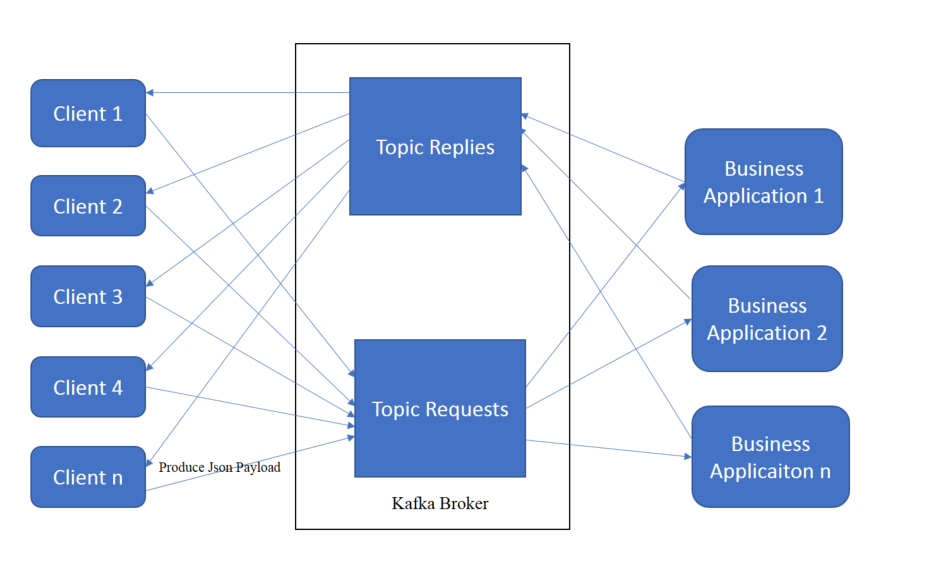 Client 1
Client 2
Client 3
Client 4
Client n
Produce Json Payload
Topic Replies
Topic Requests
Kafka Broker
Business
Application 1
Business
Application 2
Business
Applicaiton n